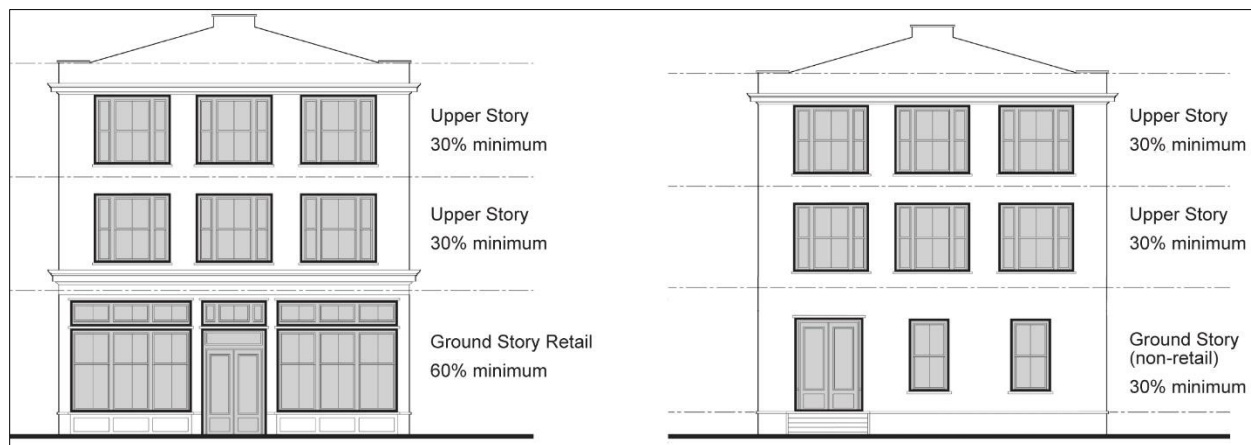 Upper Story
30% minimum
Upper Story
30% minimum
Ground Story Retail
60% minimum
Upper Story
30% minimum
Upper Story
30% minimum
Ground Story
(non-retail)
30% minimum